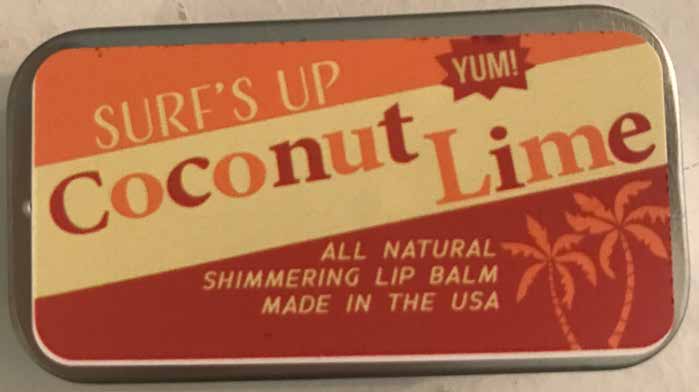 SURF'S UP
YUM!
Coconut Lime
ALL NATURAL
SHIMMERING LIP BALM
MADE IN THE USA